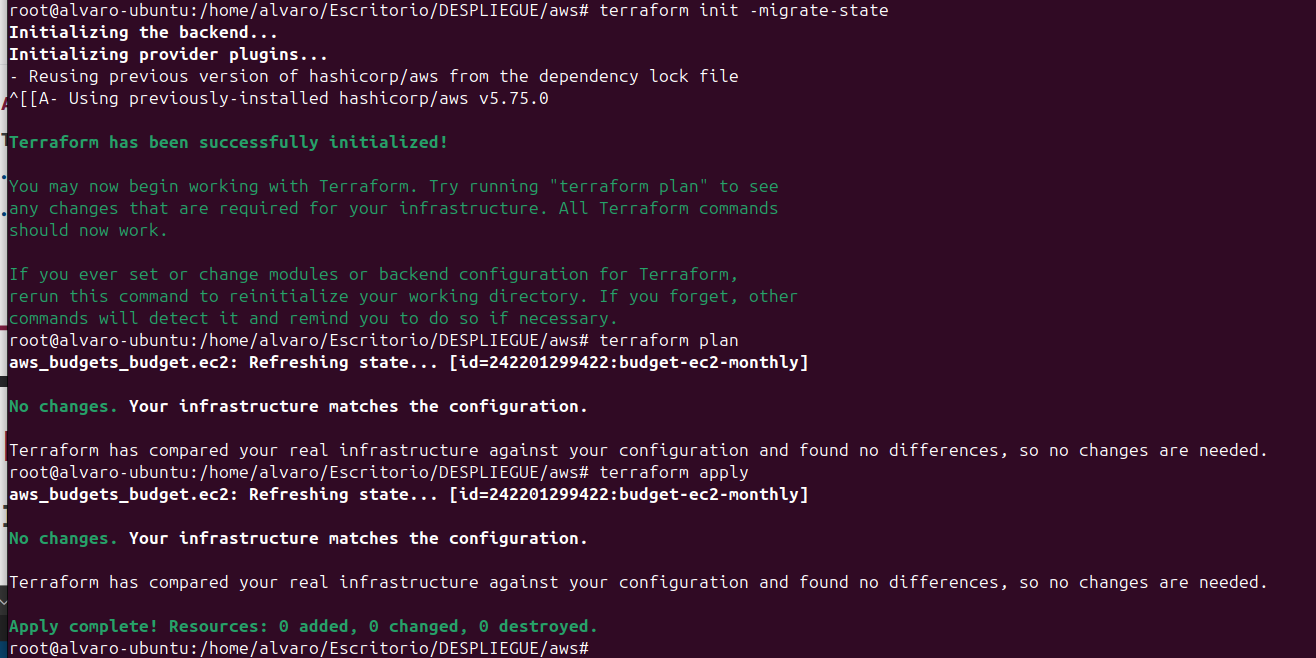 root@alvaro-ubuntu:/home/alvaro/Escritorio/DESPLIEGUE/aws# terraform init -migrate-state
Initializing the backend...
Initializing provider plugins...
- Reusing previous version of hashicorp/aws from the dependency lock file
^[[A- Using previously-installed hashicorp/aws v5.75.0
Terraform has been successfully initialized!
You may now begin working with Terraform. Try running "terraform plan" to see
any changes that are required for your infrastructure. All Terraform commands
should now work.
If you ever set or change modules or backend configuration for Terraform,
rerun this command to reinitialize your working directory. If you forget, other
commands will detect it and remind you to do so if necessary.
root@alvaro-ubuntu:/home/alvaro/Escritorio/DESPLIEGUE/aws# terraform plan
aws_budgets_budget.ec2: Refreshing state... [id=242201299422:budget-ec2-monthly]
No changes. Your infrastructure matches the configuration.
Terraform has compared your real infrastructure against your configuration and found no differences, so no changes are needed.
root@alvaro-ubuntu:/home/alvaro/Escritorio/DESPLIEGUE/aws# terraform apply
aws_budgets_budget.ec2: Refreshing state... [id=242201299422:budget-ec2-monthly]
No changes. Your infrastructure matches the configuration.
Terraform has compared your real infrastructure against your configuration and found no differences, so no changes are needed.
Apply complete! Resources: 0 added, 0 changed, 0 destroyed.
root@alvaro-ubuntu:/home/alvaro/Escritorio/DESPLIEGUE/aws#